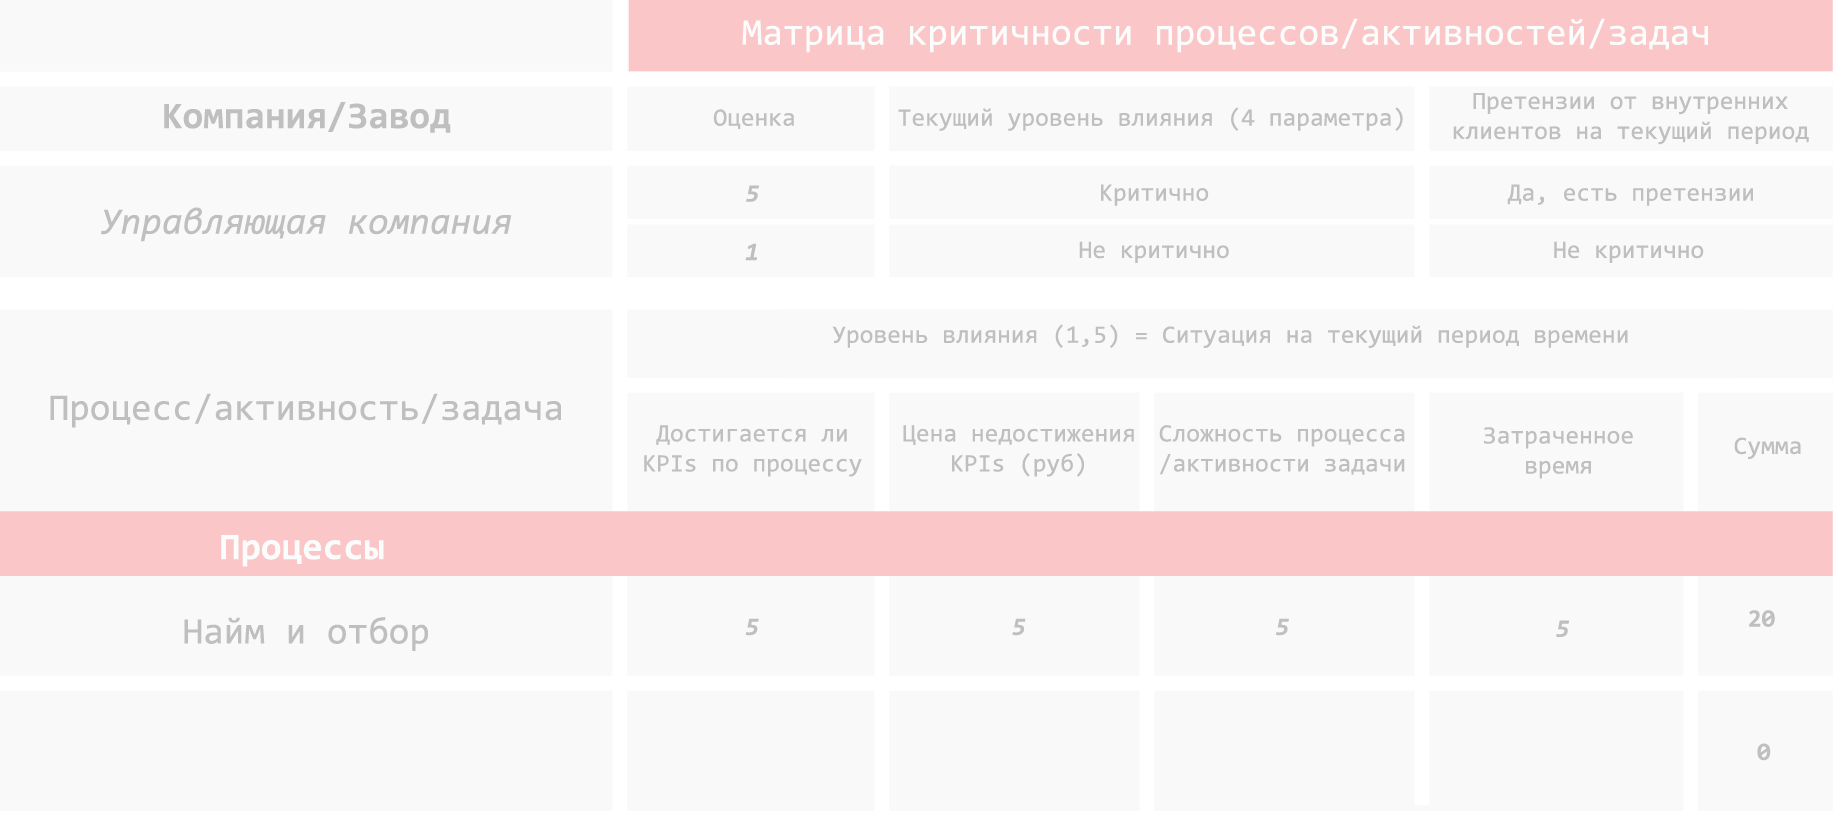 Матрица критичности процессов/активностей/задач
Компания/Завод
Оценка
Текущий уровень влияния (4 параметра)
Претензии от внутренних
клиентов на текущий период
Управляющая компания
5
Критично
Да, есть претензии
1
Не критично
Не критично
Процесс/активность/задача
Уровень влияния (1,5) = Ситуация на текущий период времени
Достигается ли
KPIs по процессу
Цена недостижения
KPIs (руб)
Сложность процесса
/активности задачи
Затраченное
время
Сумма
Процессы
Найм и отбор
5
5
5
5
20
0